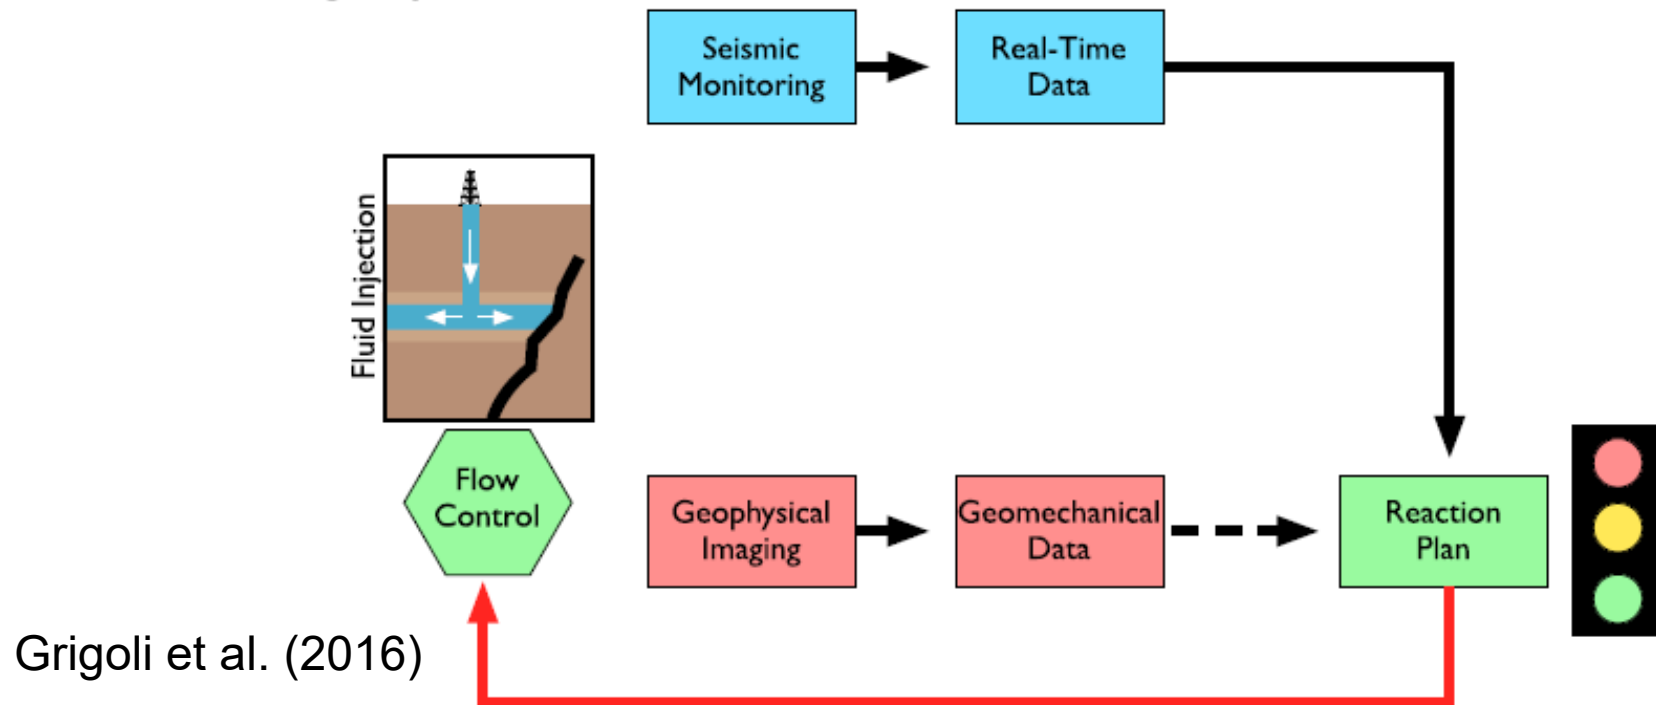 Seismic
Monitoring
Real-Time
Data
Fluid Injection
Flow
Control
Geophysical
Imaging
Geomechanical
Data
Reaction
Plan
Grigoli et al. (2016)